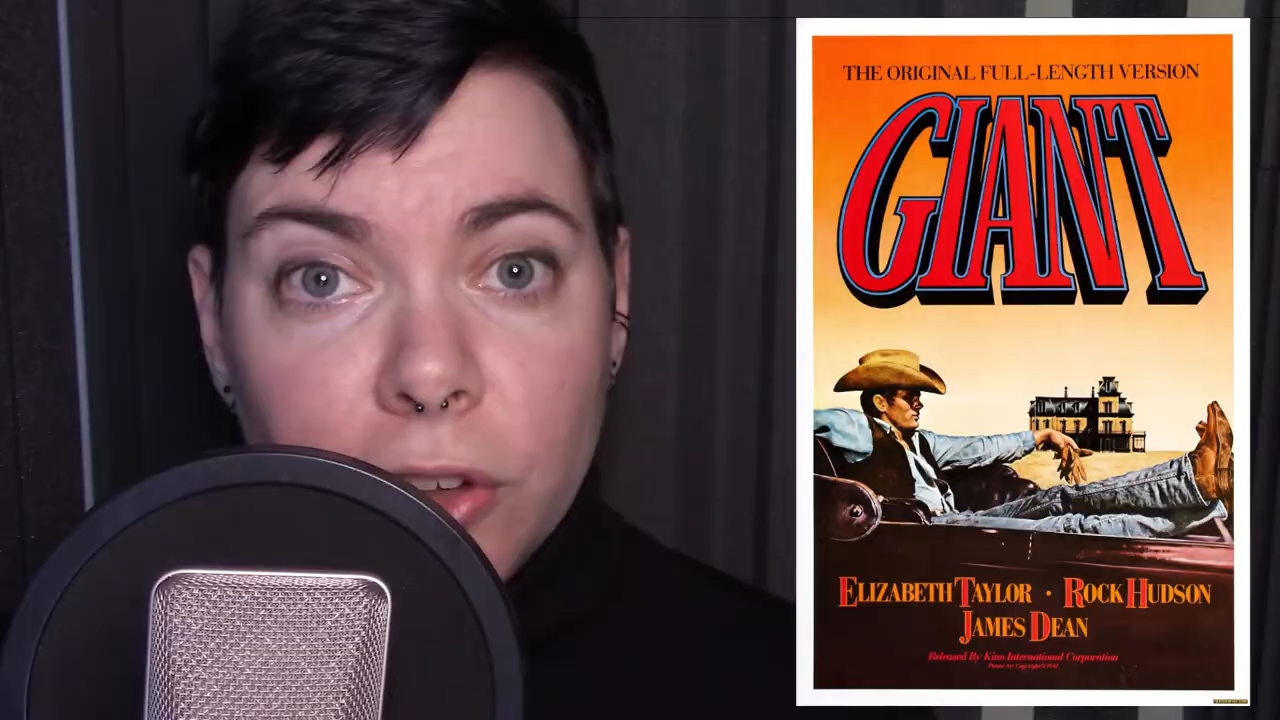 THE ORIGINAL FULL-LENGTH VERSION
GIANT
ELIZABETH TAYLOR · ROCK HUDSON
JAMES DEAN
Released By Kino International Corporation